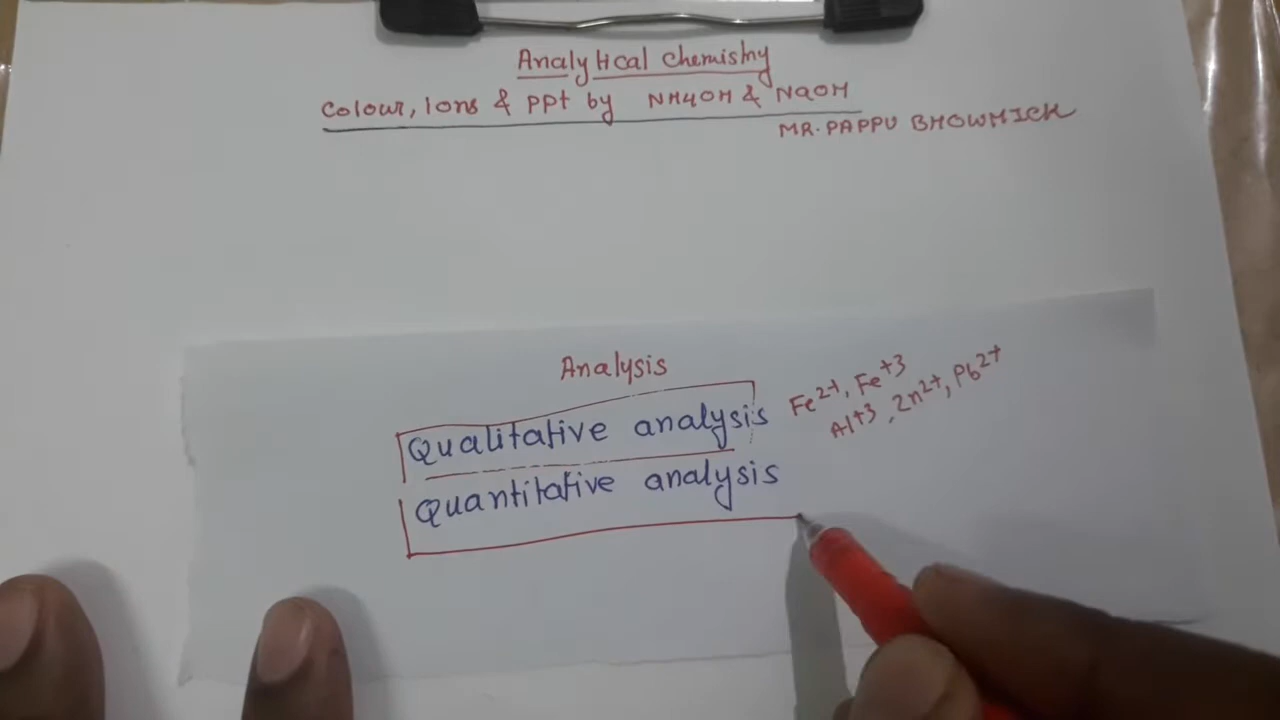 Analytical chemistry
Colour, Ions & ppt by NH4OH & NaOH
MR. PAPPU BHOWMICK
Analysis
Qualitative analysis
Fe2+, Fe+3
Al+3, Zn2+, Pb2+
Quantitative analysis